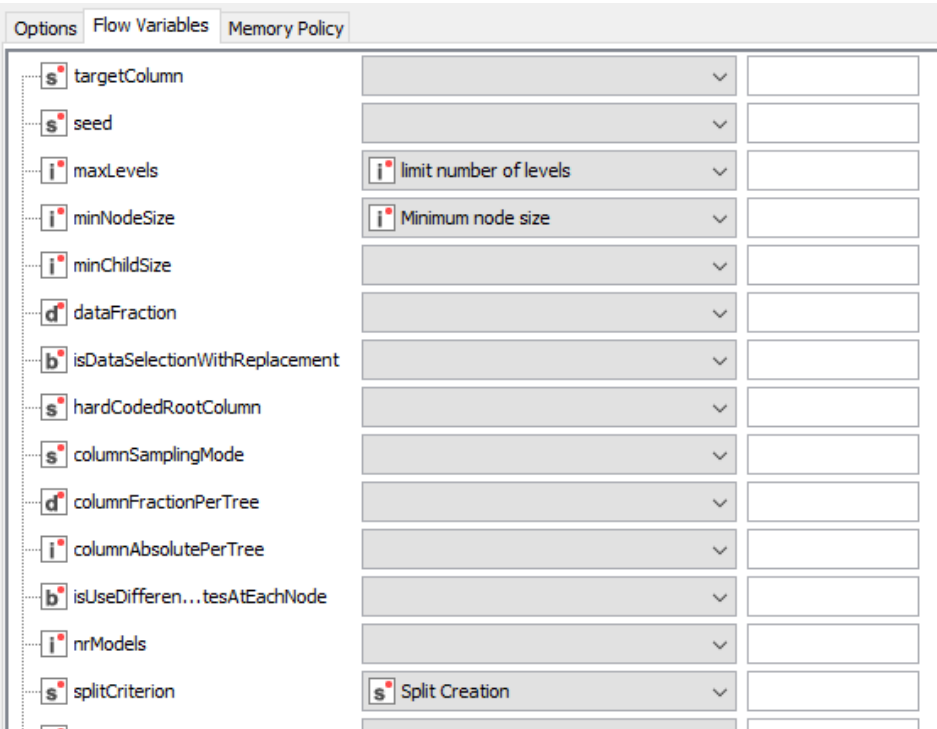 Options Flow Variables Memory Policy
s targetColumn
s seed
i maxLevels i limit number of levels
i minNodeSize i Minimum node size
i minChildSize
d dataFraction
b isDataSelectionWithReplacement
s hardCodedRootColumn
s columnSamplingMode
d columnFractionPerTree
i columnAbsolutePerTree
b isUseDifferen...tesAtEachNode
i nrModels
s splitCriterion s Split Creation